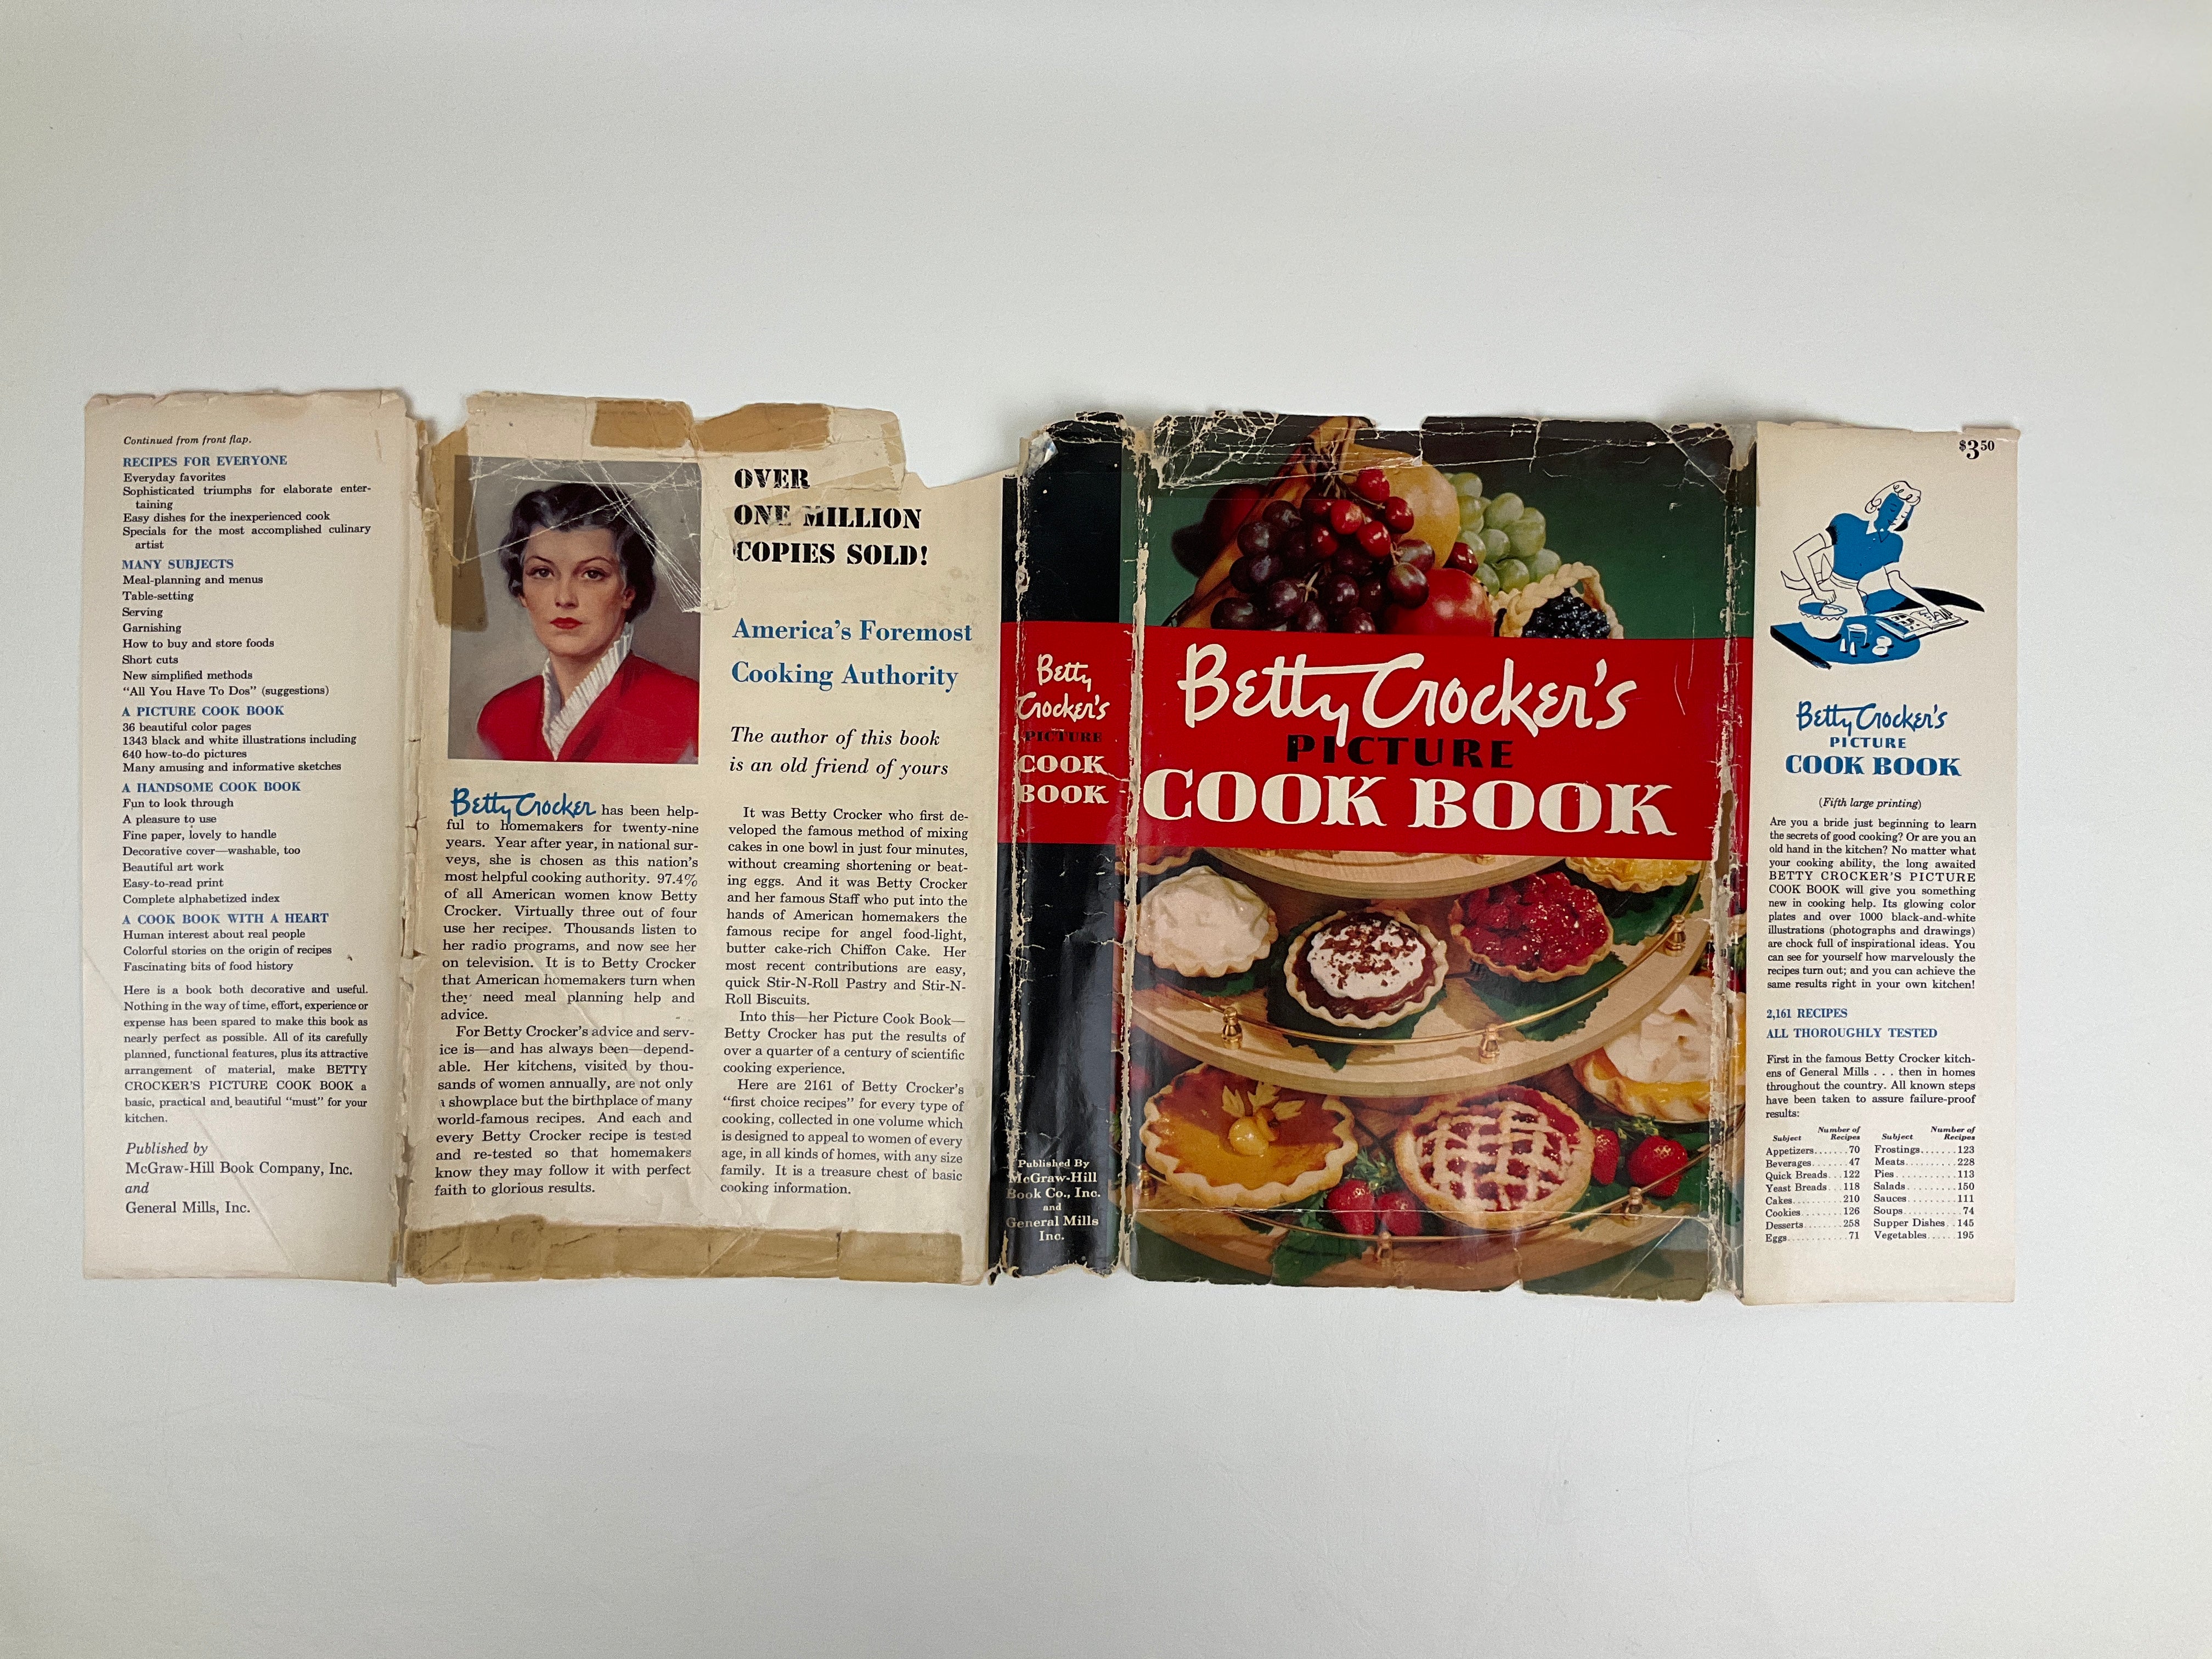 Continued from front flap.
RECIPES FOR EVERYONE
Everyday favorites
Sophisticated triumphs for elaborate enter-
taining
Easy dishes for the inexperienced cook
Specials for the most accomplished culinary
artist
MANY SUBJECTS
Meal-planning and menus
Table-setting
Serving
Garnishing
How to buy and store foods
Short cuts
New simplified methods
"All You Have To Dos" (suggestions)
A PICTURE COOK BOOK
36 beautiful color pages
1343 black and white illustrations including
640 how-to-do pictures
Many amusing and informative sketches
A HANDSOME COOK BOOK
Fun to look through
A pleasure to use
Fine paper, lovely to handle
Decorative cover—washable, too
Beautiful art work
Easy-to-read print
Complete alphabetized index
A COOK BOOK WITH A HEART
Human interest about real people
Colorful stories on the origin of recipes
Fascinating bits of food history
Here is a book both decorative and useful.
Nothing in the way of time, effort, experience or
expense has been spared to make this book as
nearly perfect as possible. All of its carefully
planned, functional features, plus its attractive
arrangement of material, make BETTY
CROCKER'S PICTURE COOK BOOK a
basic, practical and beautiful "must" for your
kitchen.
Published by
McGraw-Hill Book Company, Inc.
and
General Mills, Inc.
OVER
ONE MILLION
COPIES SOLD!
America's Foremost
Cooking Authority
The author of this book
is an old friend of yours
Betty Crocker has been help-
ful to homemakers for twenty-nine
years. Year after year, in national sur-
veys, she is chosen as this nation's
most helpful cooking authority. 97.4%
of all American women know Betty
Crocker. Virtually three out of four
use her recipes. Thousands listen to
her radio programs, and now see her
on television. It is to Betty Crocker
that American homemakers turn when
they need meal planning help and
advice.
For Betty Crocker's advice and serv-
ice is—and has always been—depend-
able. Her kitchens, visited by thou-
sands of women annually, are not only
a showplace but the birthplace of many
world-famous recipes. And each and
every Betty Crocker recipe is tested
and re-tested so that homemakers
know they may follow it with perfect
faith to glorious results.
It was Betty Crocker who first de-
veloped the famous method of mixing
cakes in one bowl in just four minutes,
without creaming shortening or beat-
ing eggs. And it was Betty Crocker
and her famous Staff who put into the
hands of American homemakers the
famous recipe for angel food-light,
butter cake-rich Chiffon Cake. Her
most recent contributions are easy,
quick Stir-N-Roll Pastry and Stir-N-
Roll Biscuits.
Into this—her Picture Cook Book—
Betty Crocker has put the results of
over a quarter of a century of scientific
cooking experience.
Here are 2161 of Betty Crocker's
"first choice recipes" for every type of
cooking, collected in one volume which
is designed to appeal to women of every
age, in all kinds of homes, with any size
family. It is a treasure chest of basic
cooking information.
Betty
Crocker's
PICTURE
COOK
BOOK
Published By
McGraw-Hill
Book Co., Inc.
and
General Mills
Inc.
Betty Crocker's
PICTURE
COOK BOOK
$3.50
Betty Crocker's
PICTURE
COOK BOOK
(Fifth large printing)
Are you a bride just beginning to learn
the secrets of good cooking? Or are you an
old hand in the kitchen? No matter what
your cooking ability, the long awaited
BETTY CROCKER'S PICTURE
COOK BOOK will give you something
new in cooking help. Its glowing color
plates and over 1000 black-and-white
illustrations (photographs and drawings)
are chock full of inspirational ideas. You
can see for yourself how marvelously the
recipes turn out; and you can achieve the
same results right in your own kitchen!
2,161 RECIPES
ALL THOROUGHLY TESTED
First in the famous Betty Crocker kitch-
ens of General Mills . . . then in homes
throughout the country. All known steps
have been taken to assure failure-proof
results:
Subject Number of Recipes Subject Number of Recipes
Appetizers......70 Frostings........123
Beverages.......47 Meats.........228
Quick Breads...122 Pies...........113
Yeast Breads...118 Salads.........150
Cakes..........210 Sauces.........111
Cookies........126 Soups...........74
Desserts........258 Supper Dishes..145
Eggs............71 Vegetables.....195